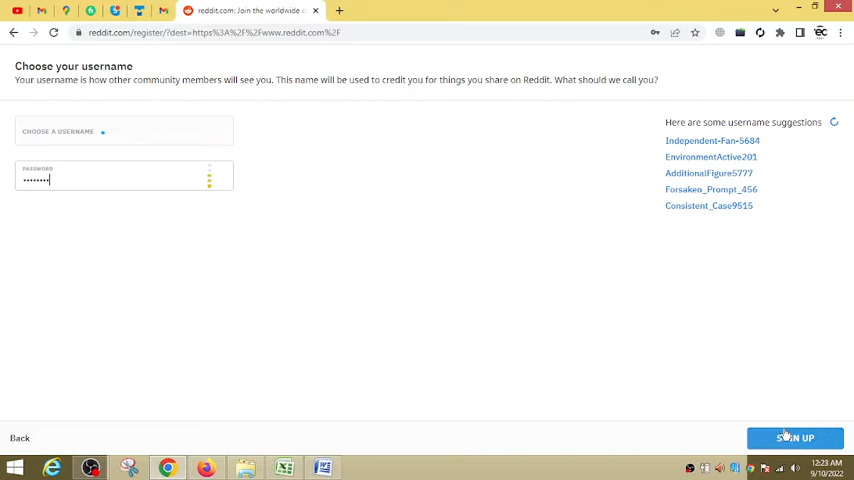 reddit.com: Join the worldwide c
reddit.com/register/?dest=https%3A%2F%2Fwww.reddit.com%2F
Choose your username
Your username is how other community members will see you. This name will be used to credit you for things you share on Reddit. What should we call you?
CHOOSE A USERNAME
Here are some username suggestions
Independent-Fan-5684
EnvironmentActive201
PASSWORD
AdditionalFigure5777
Forsaken_Prompt_456
Consistent_Case9515
Back
SIGN UP
12:23 AM
9/10/2022